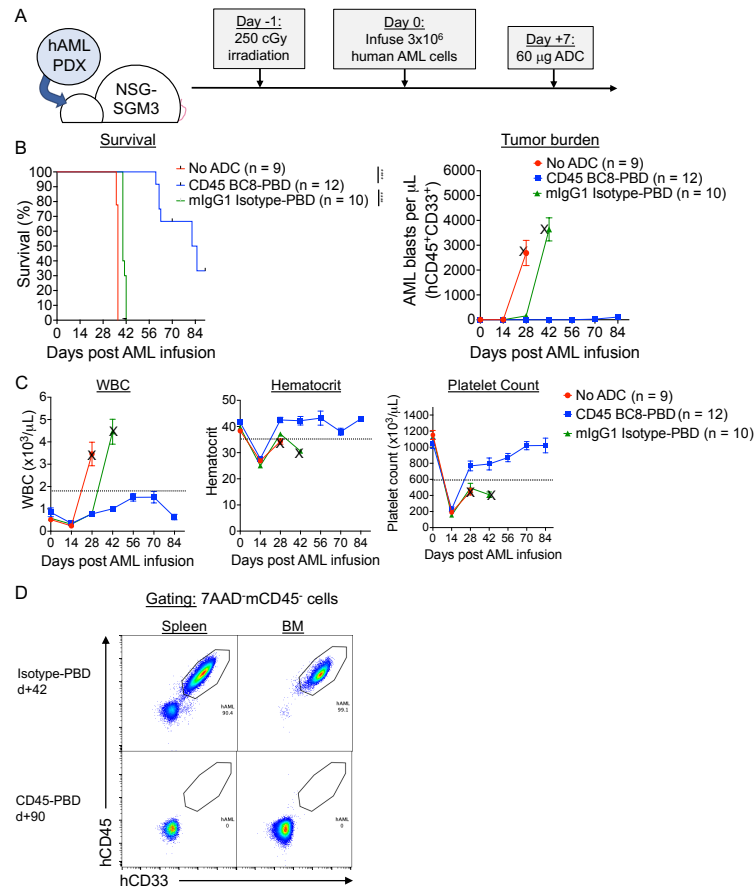 A
hAML
PDX
NSG-
SGM3
Day -1:
250 cGy
irradiation
Day 0:
Infuse 3x10⁶
human AML cells
Day +7:
60 μg ADC
B
Survival
No ADC (n = 9)
CD45 BC8-PBD (n = 12)
mIgG1 Isotype-PBD (n = 10)
****
****
Survival (%)
100
90
80
70
60
50
40
30
20
10
0
0 14 28 42 56 70 84
Days post AML infusion
Tumor burden
No ADC (n = 9)
CD45 BC8-PBD (n = 12)
mIgG1 Isotype-PBD (n = 10)
AML blasts per μL
(hCD45⁺CD33⁺)
6000
5000
4000
3000
2000
1000
0
X
X
0 14 28 42 56 70 84
Days post AML infusion
C
WBC
WBC (x10³/μL)
6
5
4
3
2
1
0
X
X
0 14 28 42 56 70 84
Days post AML infusion
Hematocrit
Hematocrit
50
40
30
20
10
0
X
X
0 14 28 42 56 70 84
Days post AML infusion
Platelet Count
Platelet count (x10³/μL)
1400
1200
1000
800
600
400
200
0
X
X
0 14 28 42 56 70 84
Days post AML infusion
No ADC (n = 9)
CD45 BC8-PBD (n = 12)
mIgG1 Isotype-PBD (n = 10)
D
Gating: 7AAD⁻mCD45⁻ cells
Spleen
BM
Isotype-PBD
d+42
hAML
90.4
hAML
99.1
CD45-PBD
d+90
hAML
0
hAML
0
hCD45
hCD33